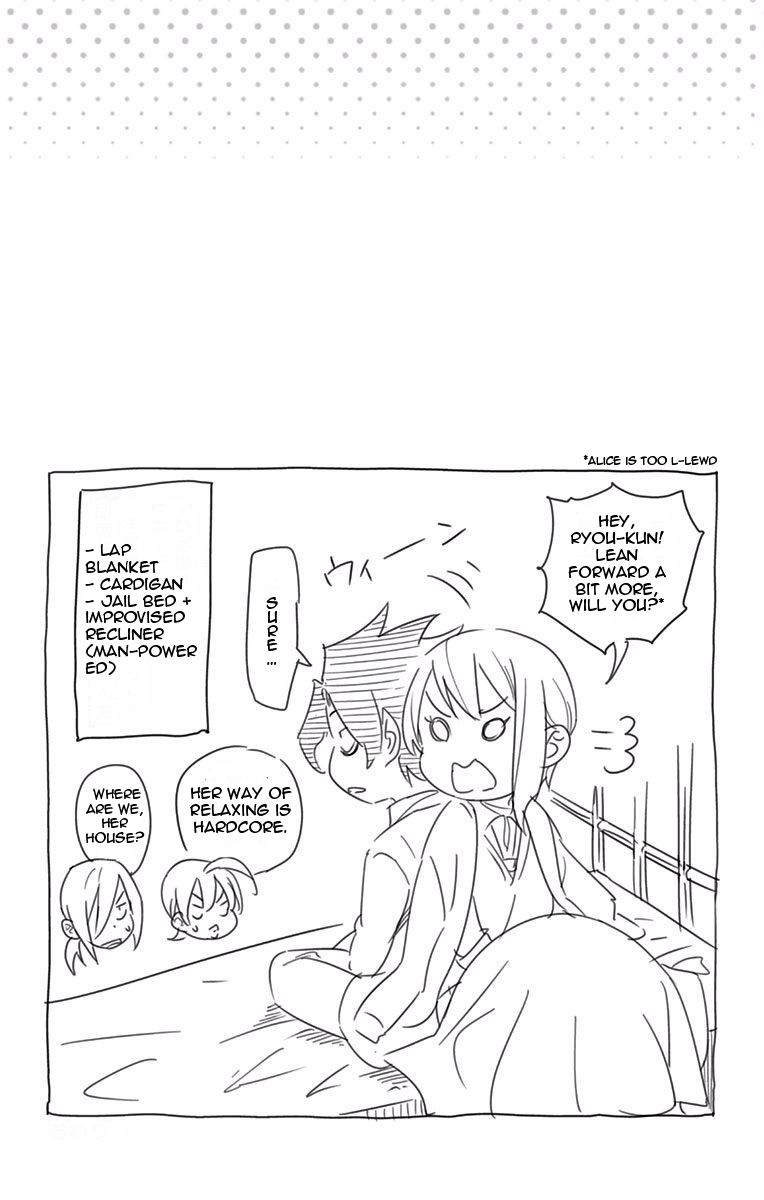 *ALICE IS TOO L-LEWD
HEY,
RYOU-KUN!
LEAN
FORWARD A
BIT MORE,
WILL YOU?*
ウィーン
SURE...
- LAP
BLANKET
- CARDIGAN
- JAIL BED +
IMPROVISED
RECLINER
(MAN-POWER
ED)
HER WAY OF
RELAXING IS
HARDCORE.
WHERE
ARE WE,
HER
HOUSE?